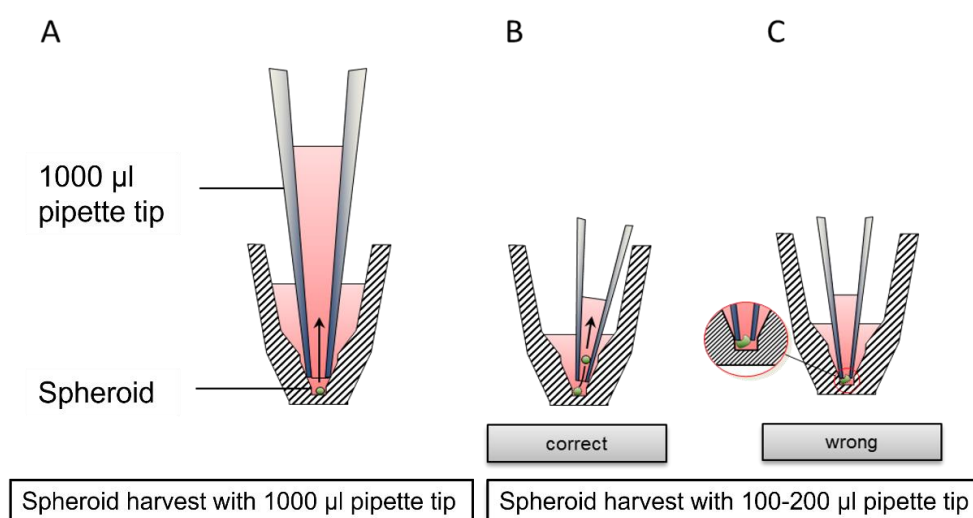 A
B
C
1000 µl
pipette tip
Spheroid
correct
wrong
Spheroid harvest with 1000 µl pipette tip
Spheroid harvest with 100-200 µl pipette tip